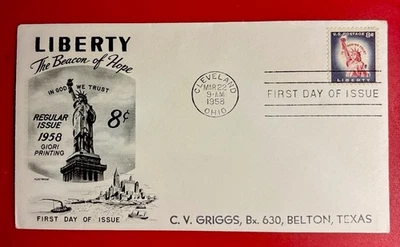 LIBERTY
The Beacon of Hope
IN GOD WE TRUST
REGULAR
ISSUE
1958
GIORI
PRINTING
8¢
FIRST DAY OF ISSUE
CLEVELAND
MAR 22
9-AM
1958
OHIO
U.S. POSTAGE 8¢
LIBERTY
FIRST DAY OF ISSUE
C. V. GRIGGS, Bx. 630, BELTON, TEXAS